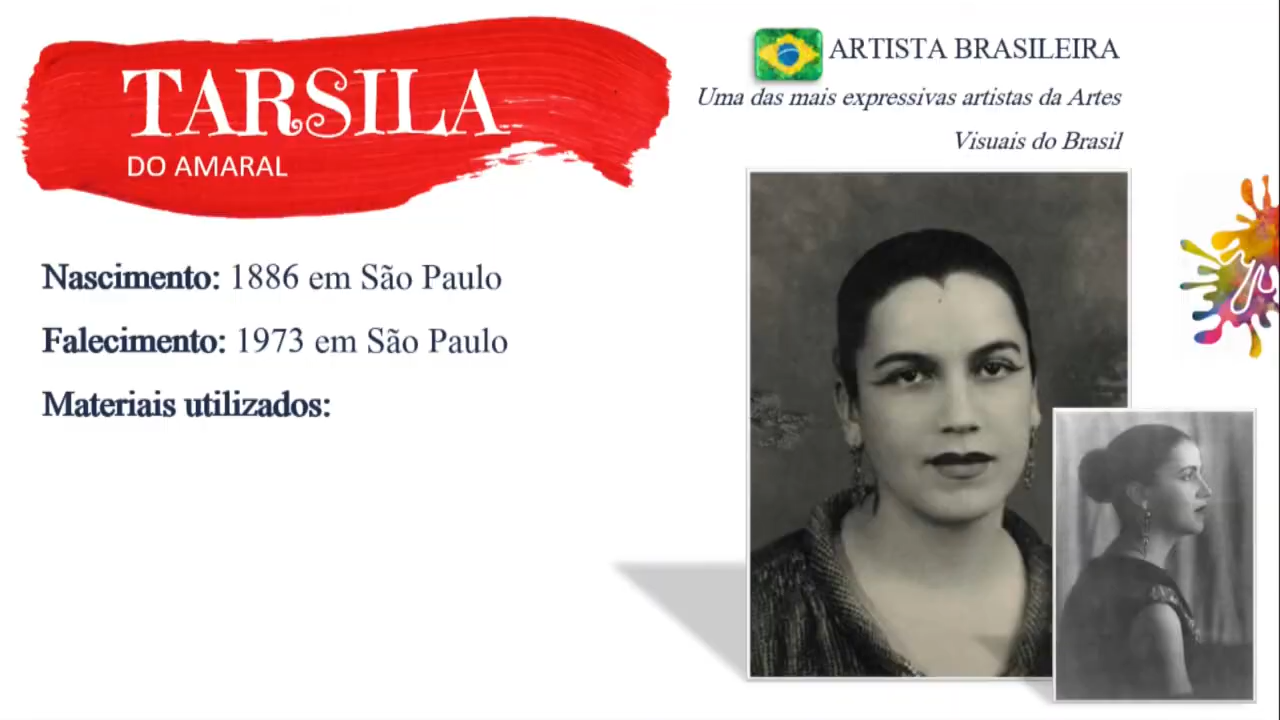 TARSILA
DO AMARAL
ARTISTA BRASILEIRA
Uma das mais expressivas artistas da Artes
Visuais do Brasil
Nascimento: 1886 em São Paulo
Falecimento: 1973 em São Paulo
Materiais utilizados: